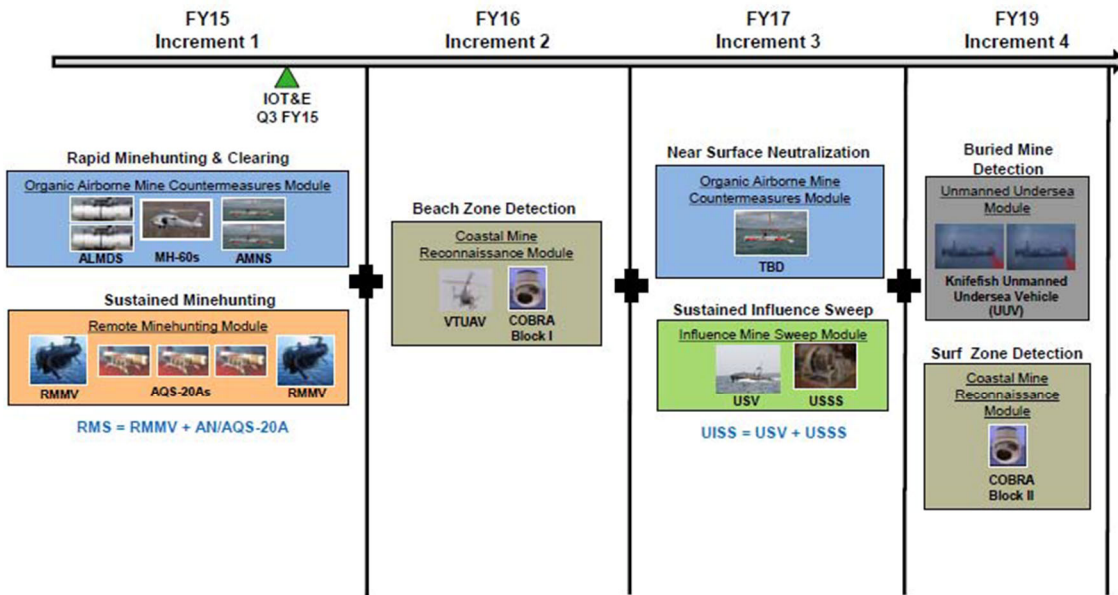 FY15
Increment 1
FY16
Increment 2
FY17
Increment 3
FY19
Increment 4
IOT&E
Q3 FY15
Rapid Minehunting & Clearing
Organic Airborne Mine Countermeasures Module
ALMDS
MH-60s
AMNS
Sustained Minehunting
Remote Minehunting Module
RMMV
AQS-20As
RMMV
RMS = RMMV + AN/AQS-20A
Beach Zone Detection
Coastal Mine
Reconnaissance Module
VTUAV
COBRA
Block I
Near Surface Neutralization
Organic Airborne Mine
Countermeasures Module
TBD
Sustained Influence Sweep
Influence Mine Sweep Module
USV
USSS
UISS = USV + USSS
Buried Mine
Detection
Unmanned Undersea
Module
Knifefish Unmanned
Undersea Vehicle
(UUV)
Surf Zone Detection
Coastal Mine
Reconnaissance
Module
COBRA
Block II